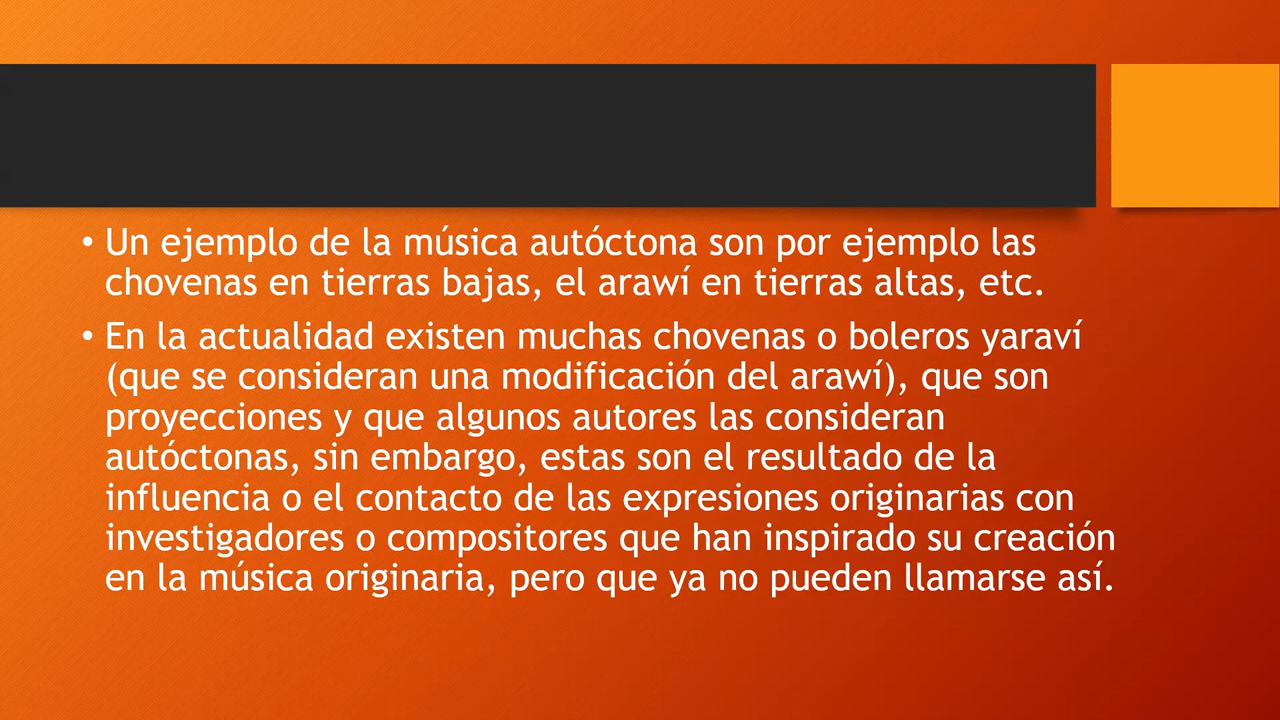 • Un ejemplo de la música autóctona son por ejemplo las
chovenas en tierras bajas, el arawí en tierras altas, etc.
• En la actualidad existen muchas chovenas o boleros yaraví
(que se consideran una modificación del arawí), que son
proyecciones y que algunos autores las consideran
autóctonas, sin embargo, estas son el resultado de la
influencia o el contacto de las expresiones originarias con
investigadores o compositores que han inspirado su creación
en la música originaria, pero que ya no pueden llamarse así.